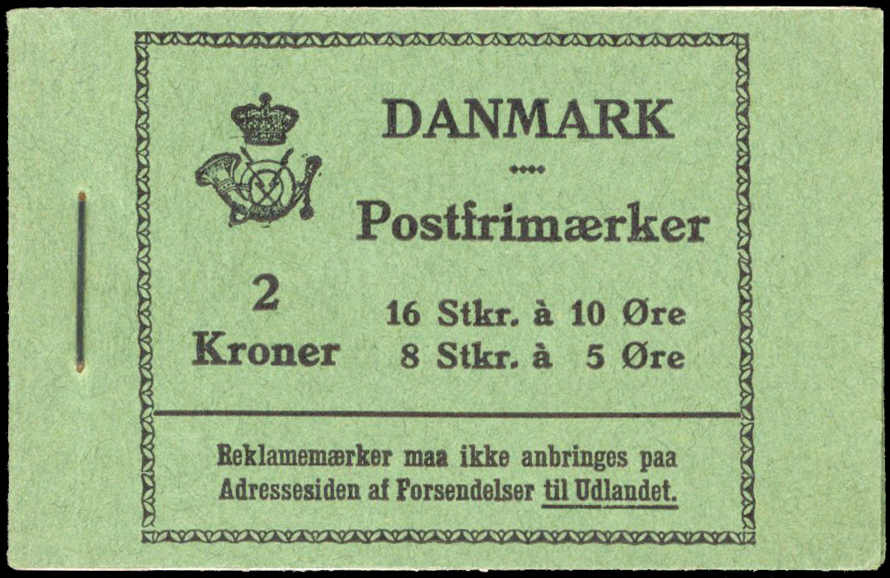 DANMARK
Postfrimærker
2
Kroner
16 Stkr. à 10 Øre
8 Stkr. à 5 Øre
Reklamemærker maa ikke anbringes paa
Adressesiden af Forsendelser til Udlandet.